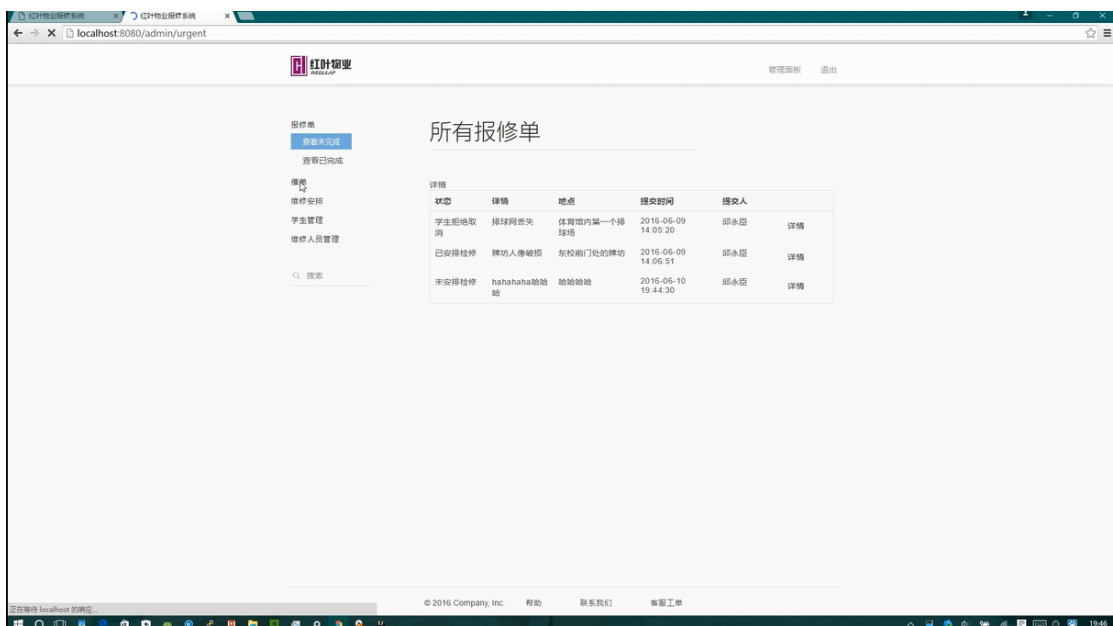 红叶物业报修系统
红叶物业报修系统
localhost:8080/admin/urgent
红叶物业
REDLEAF
管理面板 退出
报修单
查看未完成
查看已完成
催单
维修安排
学生管理
维修人员管理
搜索
所有报修单
详情
状态 详情 地点 提交时间 提交人
学生拒绝取
消
排球网丢失
体育馆内第一个排
球场
2016-06-09
14:05:20
邱永臣
详情
已安排检修
牌坊人像破损
东校前门处的牌坊
2016-06-09
14:06:51
邱永臣
详情
未安排检修
hahahaha哈哈
哈
哈哈哈哈
2016-06-10
19:44:30
邱永臣
详情
© 2016 Company, Inc. 帮助 联系我们 客服工单
正在等待 localhost 的响应...
19:46